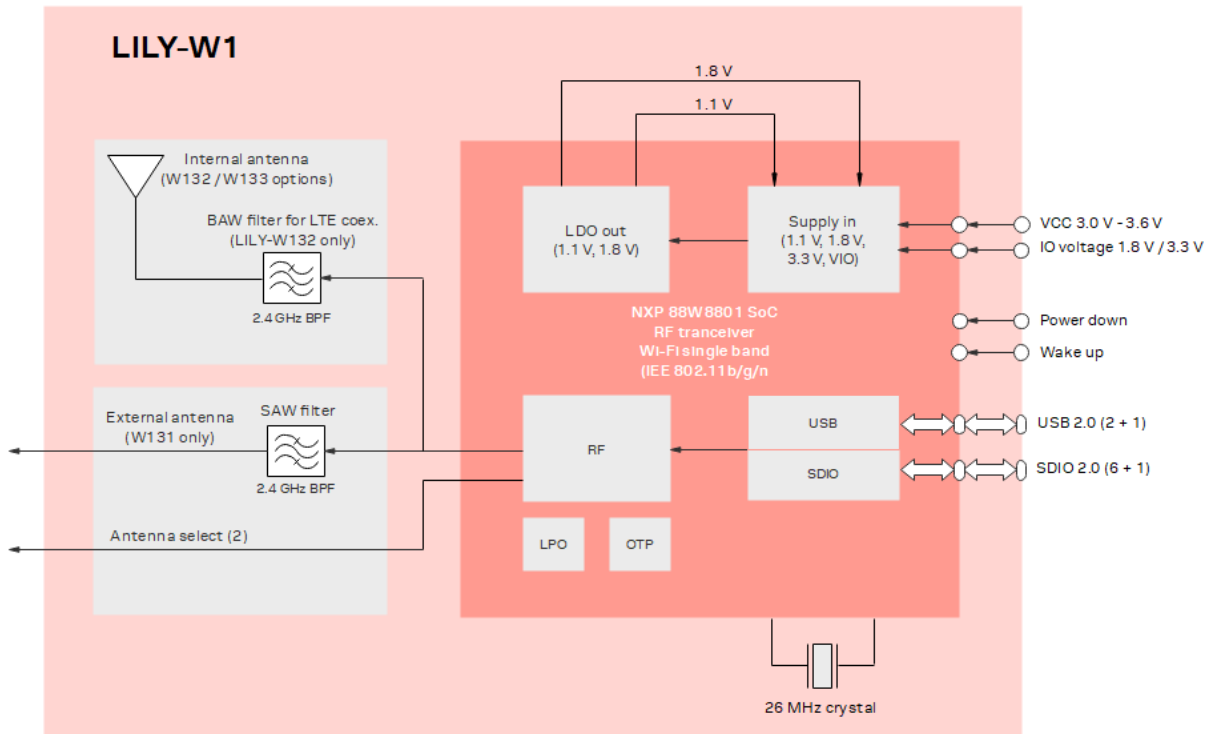 LILY-W1
1.8 V
1.1 V
Internal antenna
(W132 / W133 options)
BAW filter for LTE coex.
(LILY-W132 only)
2.4 GHz BPF
LDO out
(1.1 V, 1.8 V)
Supply in
(1.1 V, 1.8 V,
3.3 V, VIO)
VCC 3.0 V - 3.6 V
IO voltage 1.8 V / 3.3 V
NXP 88W8801 SoC
RF tranceiver
Wi-Fi single band
(IEE 802.11b/g/n
Power down
Wake up
External antenna
(W131 only)
SAW filter
2.4 GHz BPF
RF
USB
SDIO
USB 2.0 (2 + 1)
SDIO 2.0 (6 + 1)
Antenna select (2)
LPO
OTP
26 MHz crystal